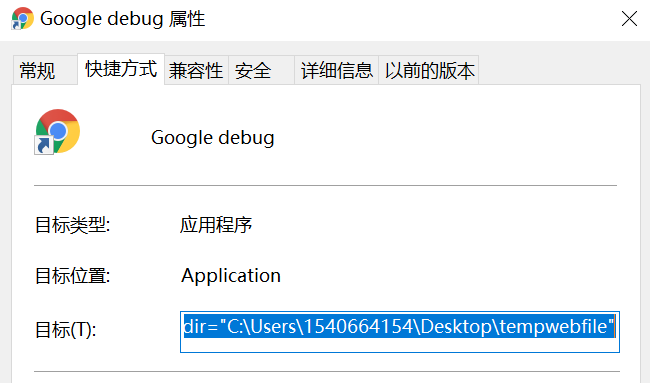 Google debug 属性
常规 快捷方式 兼容性 安全 详细信息 以前的版本
Google debug
目标类型: 应用程序
目标位置: Application
目标(T): dir="C:\Users\1540664154\Desktop\tempwebfile"